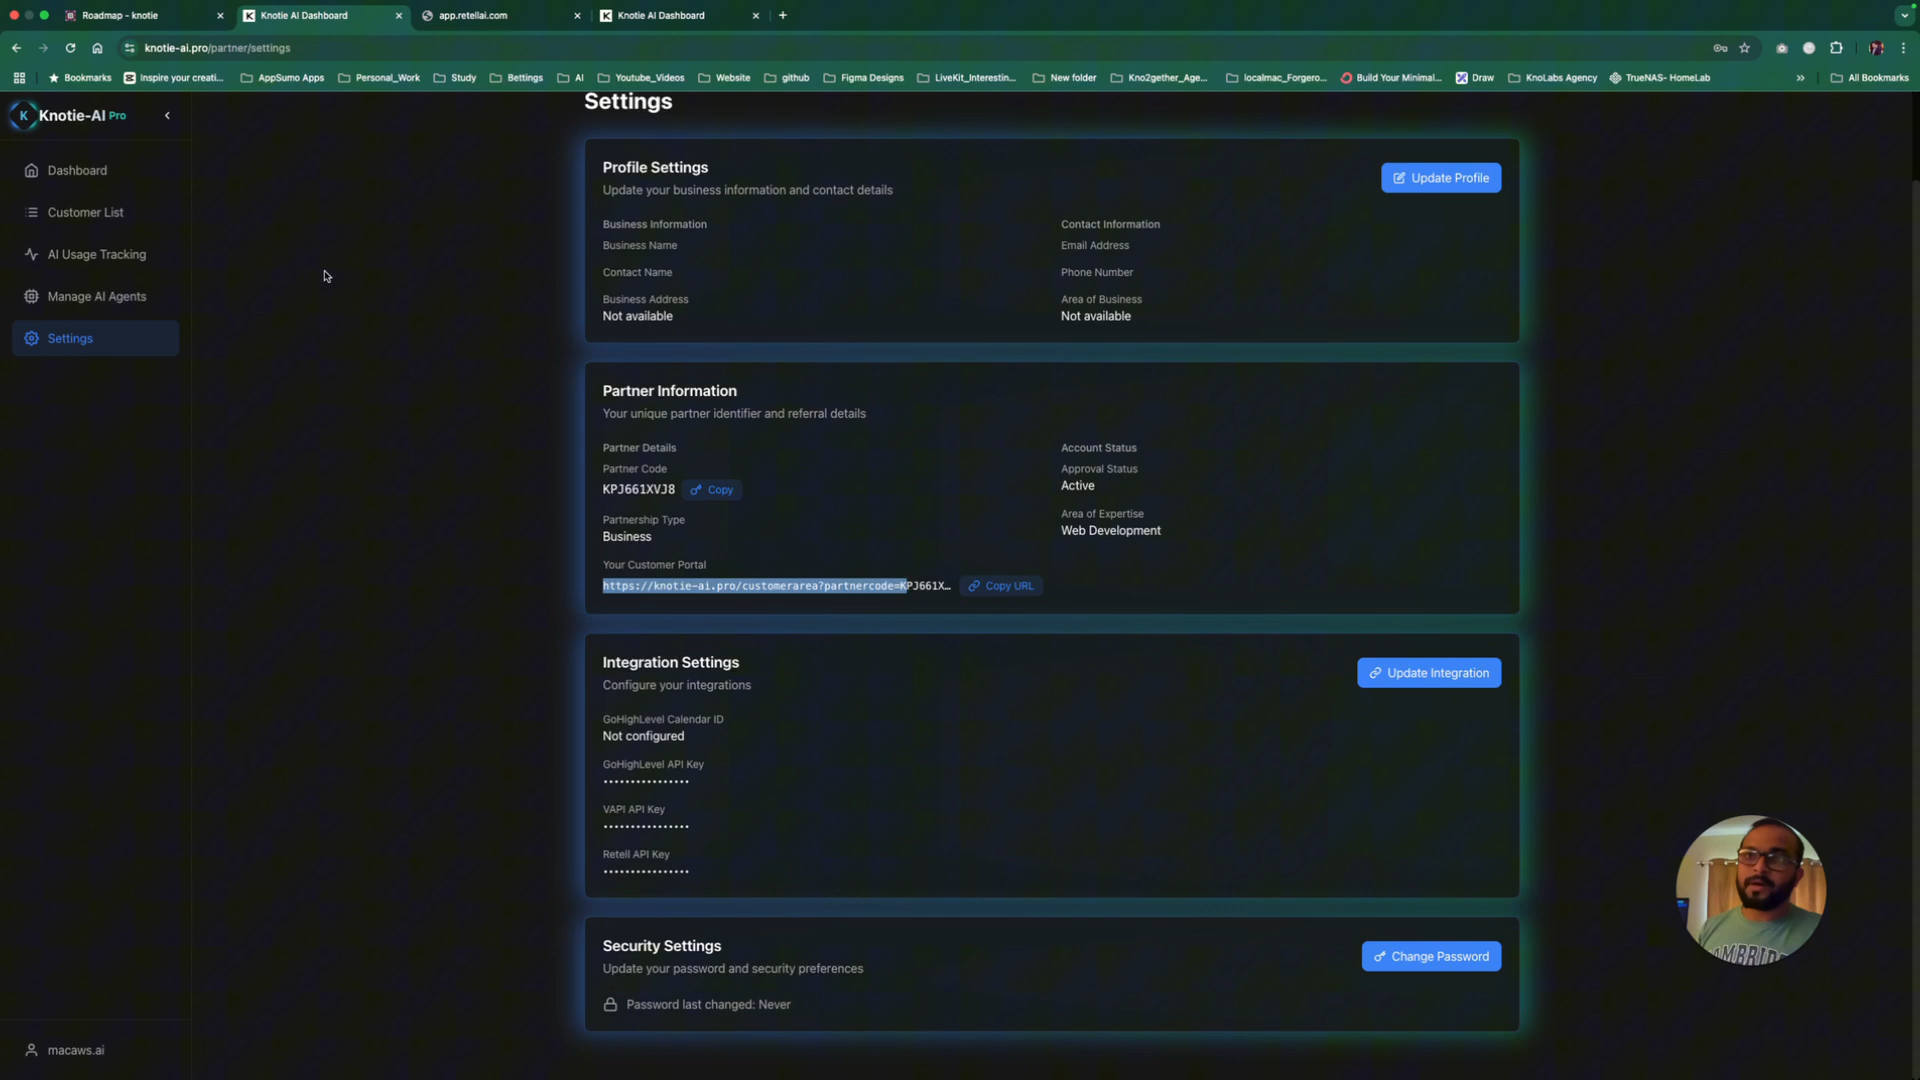 Roadmap - knotie
Knotie AI Dashboard
app.retellai.com
Knotie AI Dashboard
knotie-ai.pro/partner/settings
Bookmarks
Inspire your creati...
AppSumo Apps
Personal_Work
Study
Bettings
AI
Youtube_Videos
Website
github
Figma Designs
LiveKit_Interestin...
New folder
Kno2gether_Age...
localmac_Forgero...
Build Your Minimal...
Draw
KnoLabs Agency
TrueNAS- HomeLab
All Bookmarks
K Knotie-AI Pro
Dashboard
Customer List
AI Usage Tracking
Manage AI Agents
Settings
macaws.ai
Settings
Profile Settings
Update your business information and contact details
Update Profile
Business Information
Business Name
Contact Name
Business Address
Not available
Contact Information
Email Address
Phone Number
Area of Business
Not available
Partner Information
Your unique partner identifier and referral details
Partner Details
Partner Code
KPJ661XVJ8 Copy
Partnership Type
Business
Account Status
Approval Status
Active
Area of Expertise
Web Development
Your Customer Portal
https://knotie-ai.pro/customerarea?partnercode=KPJ661X… Copy URL
Integration Settings
Configure your integrations
Update Integration
GoHighLevel Calendar ID
Not configured
GoHighLevel API Key
••••••••••••••••
VAPI API Key
••••••••••••••••
Retell API Key
••••••••••••••••
Security Settings
Update your password and security preferences
Change Password
Password last changed: Never